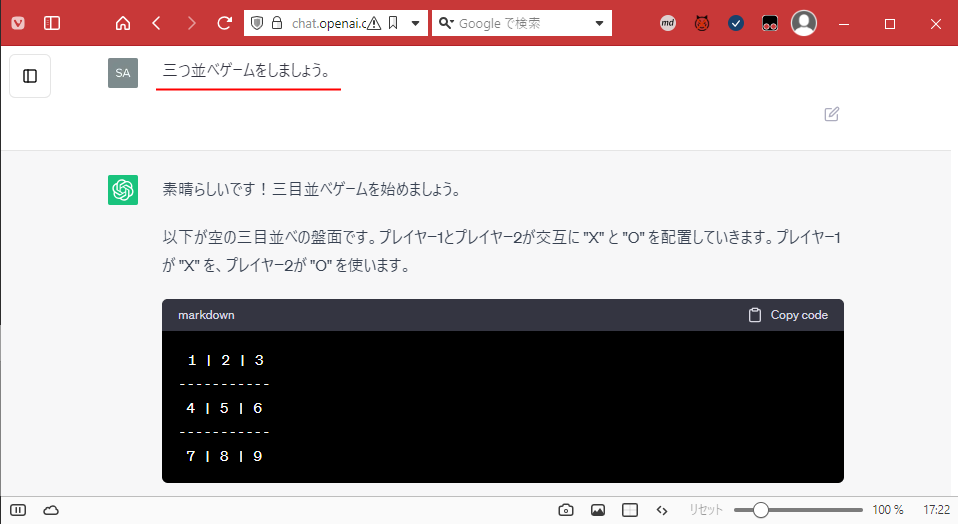 chat.openai.c
Google で検索
md
SA
三つ並べゲームをしましょう。
素晴らしいです！三目並べゲームを始めましょう。
以下が空の三目並べの盤面です。プレイヤー1とプレイヤー2が交互に "X" と "O" を配置していきます。プレイヤー1
が "X" を、プレイヤー2が "O" を使います。
markdown
Copy code
1 | 2 | 3
-----------
4 | 5 | 6
-----------
7 | 8 | 9
リセット
100 %
17:22